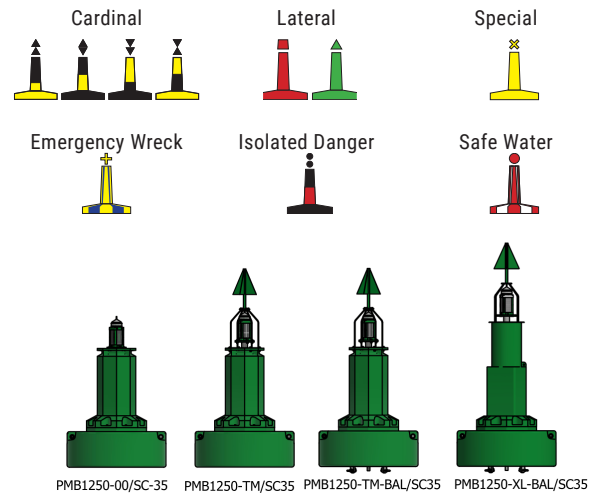 Cardinal
Lateral
Special
Emergency Wreck
Isolated Danger
Safe Water
PMB1250-00/SC-35
PMB1250-TM/SC35
PMB1250-TM-BAL/SC35
PMB1250-XL-BAL/SC35